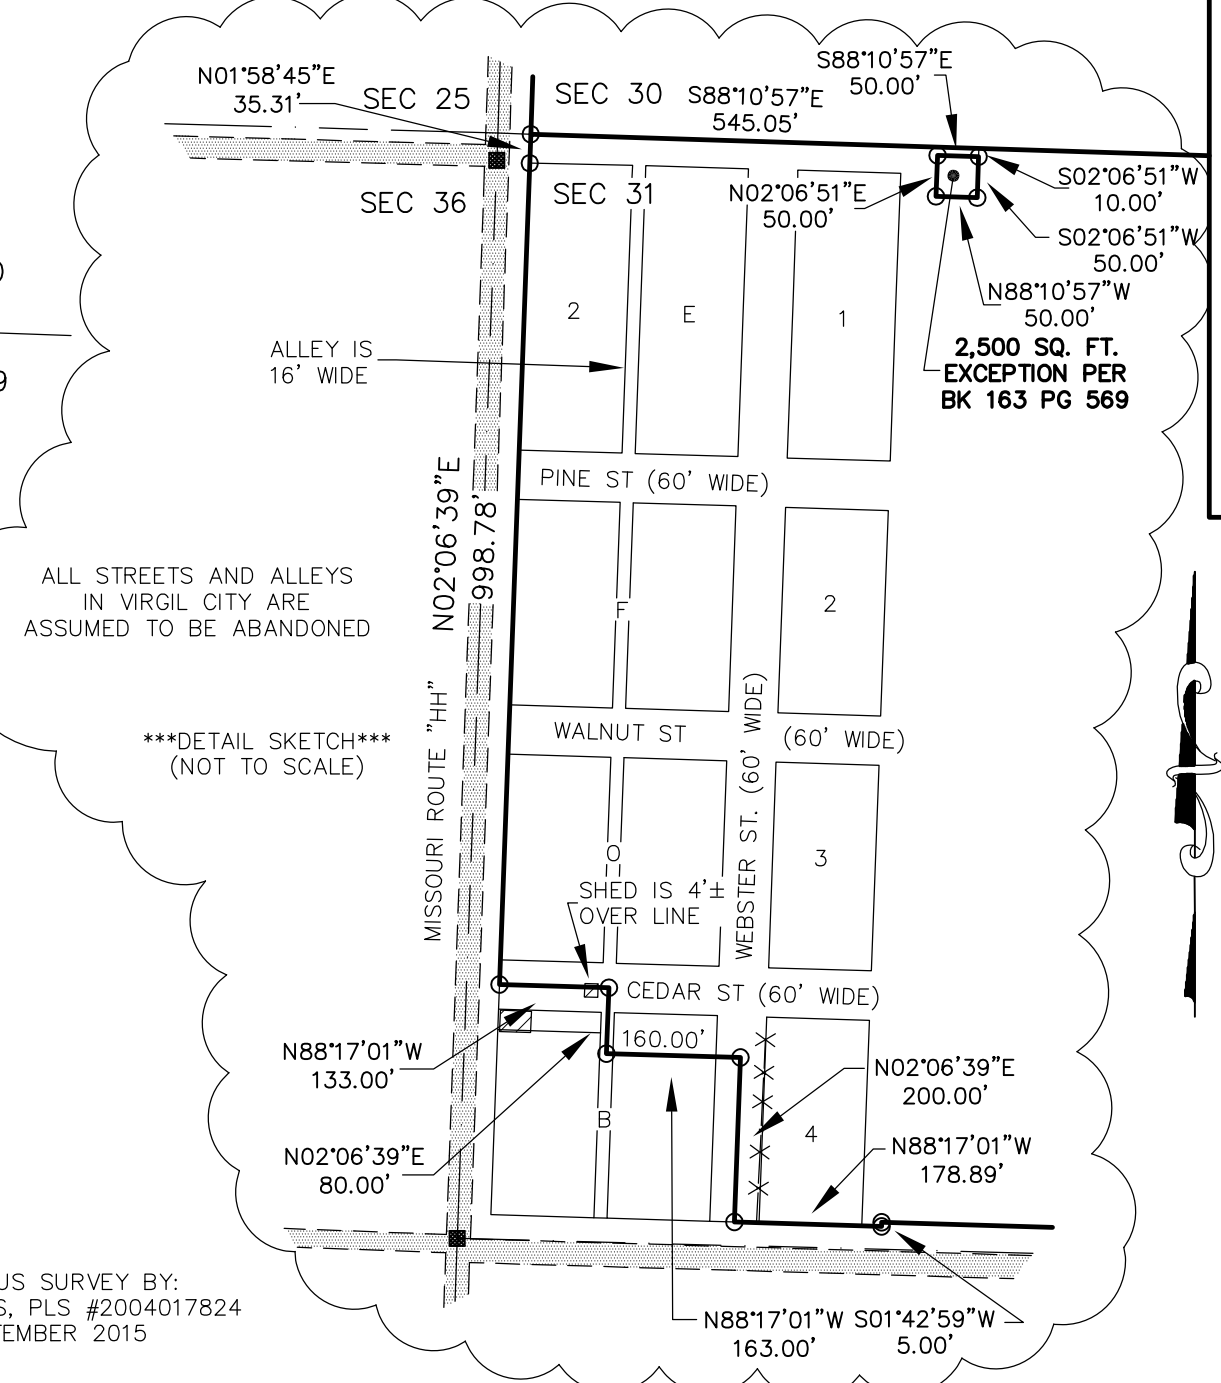 S88°10'57"E
50.00'
N01°58'45"E
35.31'
SEC 25
SEC 30
S88°10'57"E
545.05'
SEC 36
SEC 31
N02°06'51"E
50.00'
S02°06'51"W
10.00'
S02°06'51"W
50.00'
N88°10'57"W
50.00'
2,500 SQ. FT.
EXCEPTION PER
BK 163 PG 569
2
E
1
ALLEY IS
16' WIDE
9
PINE ST (60' WIDE)
N02°06'39"E
998.78'
ALL STREETS AND ALLEYS
IN VIRGIL CITY ARE
ASSUMED TO BE ABANDONED
F
2
***DETAIL SKETCH***
(NOT TO SCALE)
MISSOURI ROUTE "HH"
WALNUT ST
(60' WIDE)
WEBSTER ST. (60' WIDE)
O
3
SHED IS 4'±
OVER LINE
CEDAR ST (60' WIDE)
160.00'
N88°17'01"W
133.00'
N02°06'39"E
200.00'
B
4
N02°06'39"E
80.00'
N88°17'01"W
178.89'
US SURVEY BY:
S, PLS #2004017824
TEMBER 2015
N88°17'01"W
163.00'
S01°42'59"W
5.00'